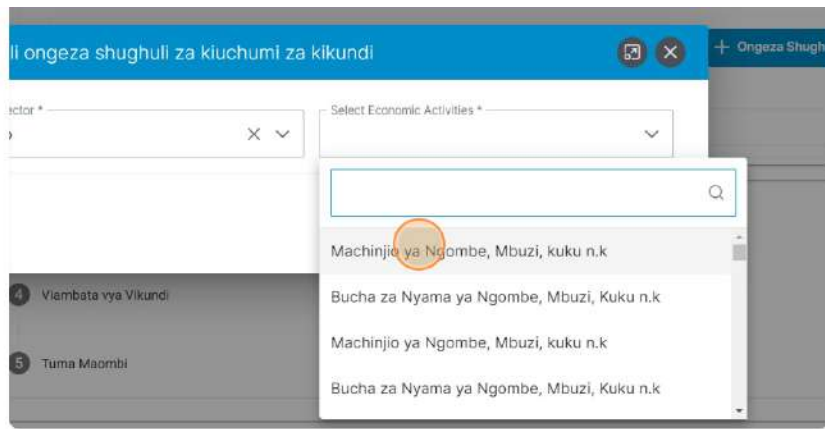 li ongeza shughuli za kiuchumi za kikundi
+ Ongeza Shugh
ector *
Select Economic Activities *
Machinjio ya Ngombe, Mbuzi, kuku n.k
Bucha za Nyama ya Ngombe, Mbuzi, Kuku n.k
4 Viambata vya Vikundi
Machinjio ya Ngombe, Mbuzi, kuku n.k
5 Tuma Maombi
Bucha za Nyama ya Ngombe, Mbuzi, Kuku n.k